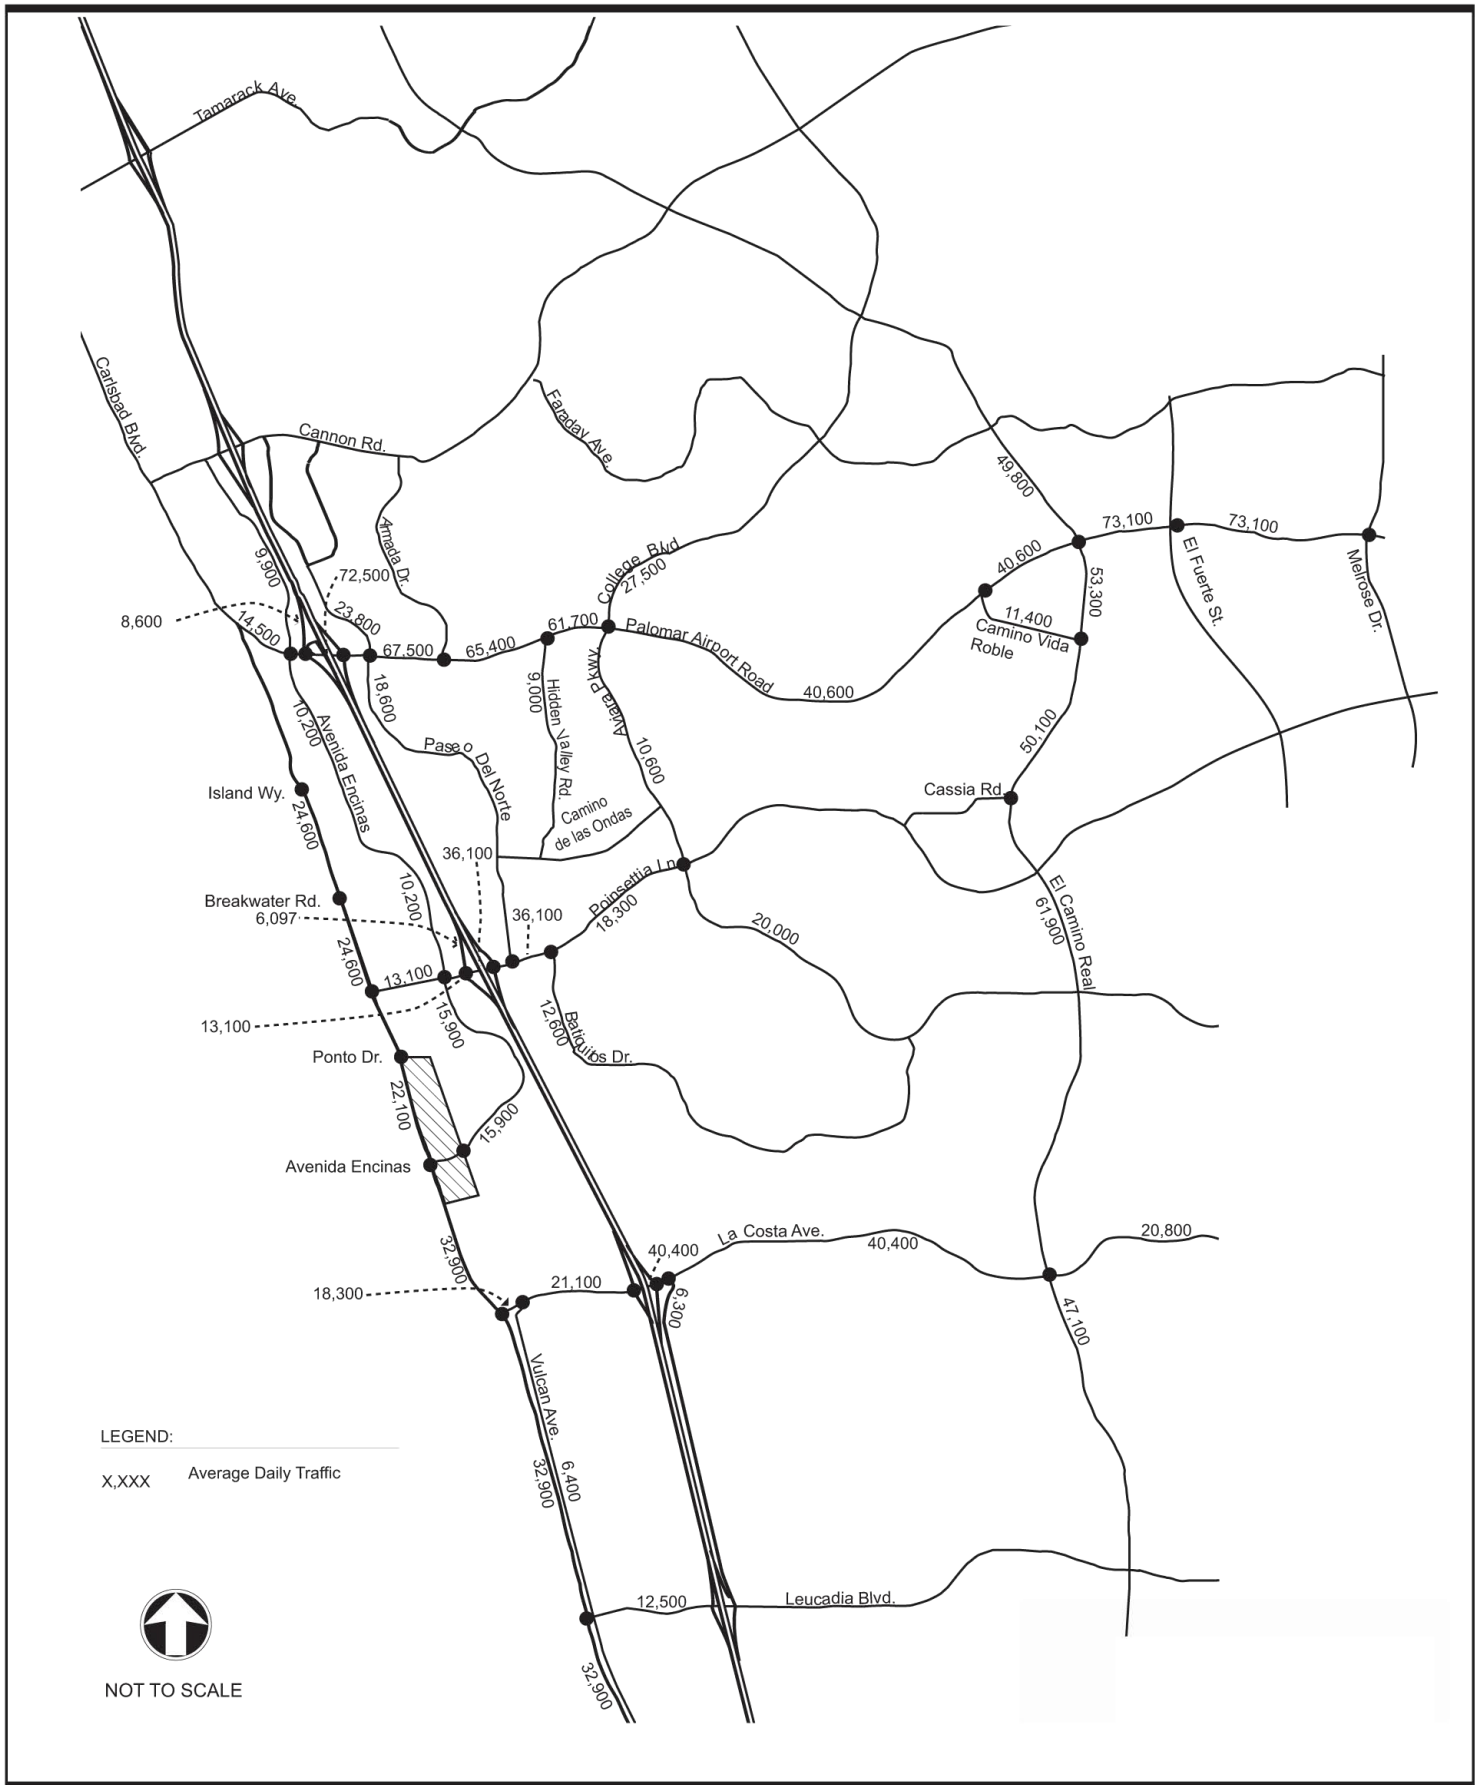 Tamarack Ave.
Carlsbad Blvd.
Cannon Rd.
Faraday Ave.
49,800
73,100
73,100
9,900
Armada Dr.
College Blvd
27,500
40,600
El Fuerte St.
Melrose Dr.
72,500
53,300
8,600
14,500
23,800
11,400
Camino Vida
Roble
67,500
65,400
61,700
Palomar Airport Road
40,600
18,600
9,000
Hidden Valley Rd.
Aviara Pkwy.
10,200
Avenida Encinas
Paseo
Del Norte
10,600
50,100
Island Wy.
24,600
Cassia Rd.
Camino
de las Ondas
36,100
10,200
Poinsettia Ln
18,300
Breakwater Rd.
6,097
36,100
20,000
El Camino Real
61,900
24,600
13,100
13,100
15,900
12,600
Batiquitos Dr.
Ponto Dr.
22,100
15,900
Avenida Encinas
32,900
La Costa Ave.
40,400
40,400
20,800
18,300
21,100
6,300
47,100
Vulcan Ave.
6,400
32,900
LEGEND:
X,XXX
Average Daily Traffic
12,500
Leucadia Blvd.
32,900
NOT TO SCALE